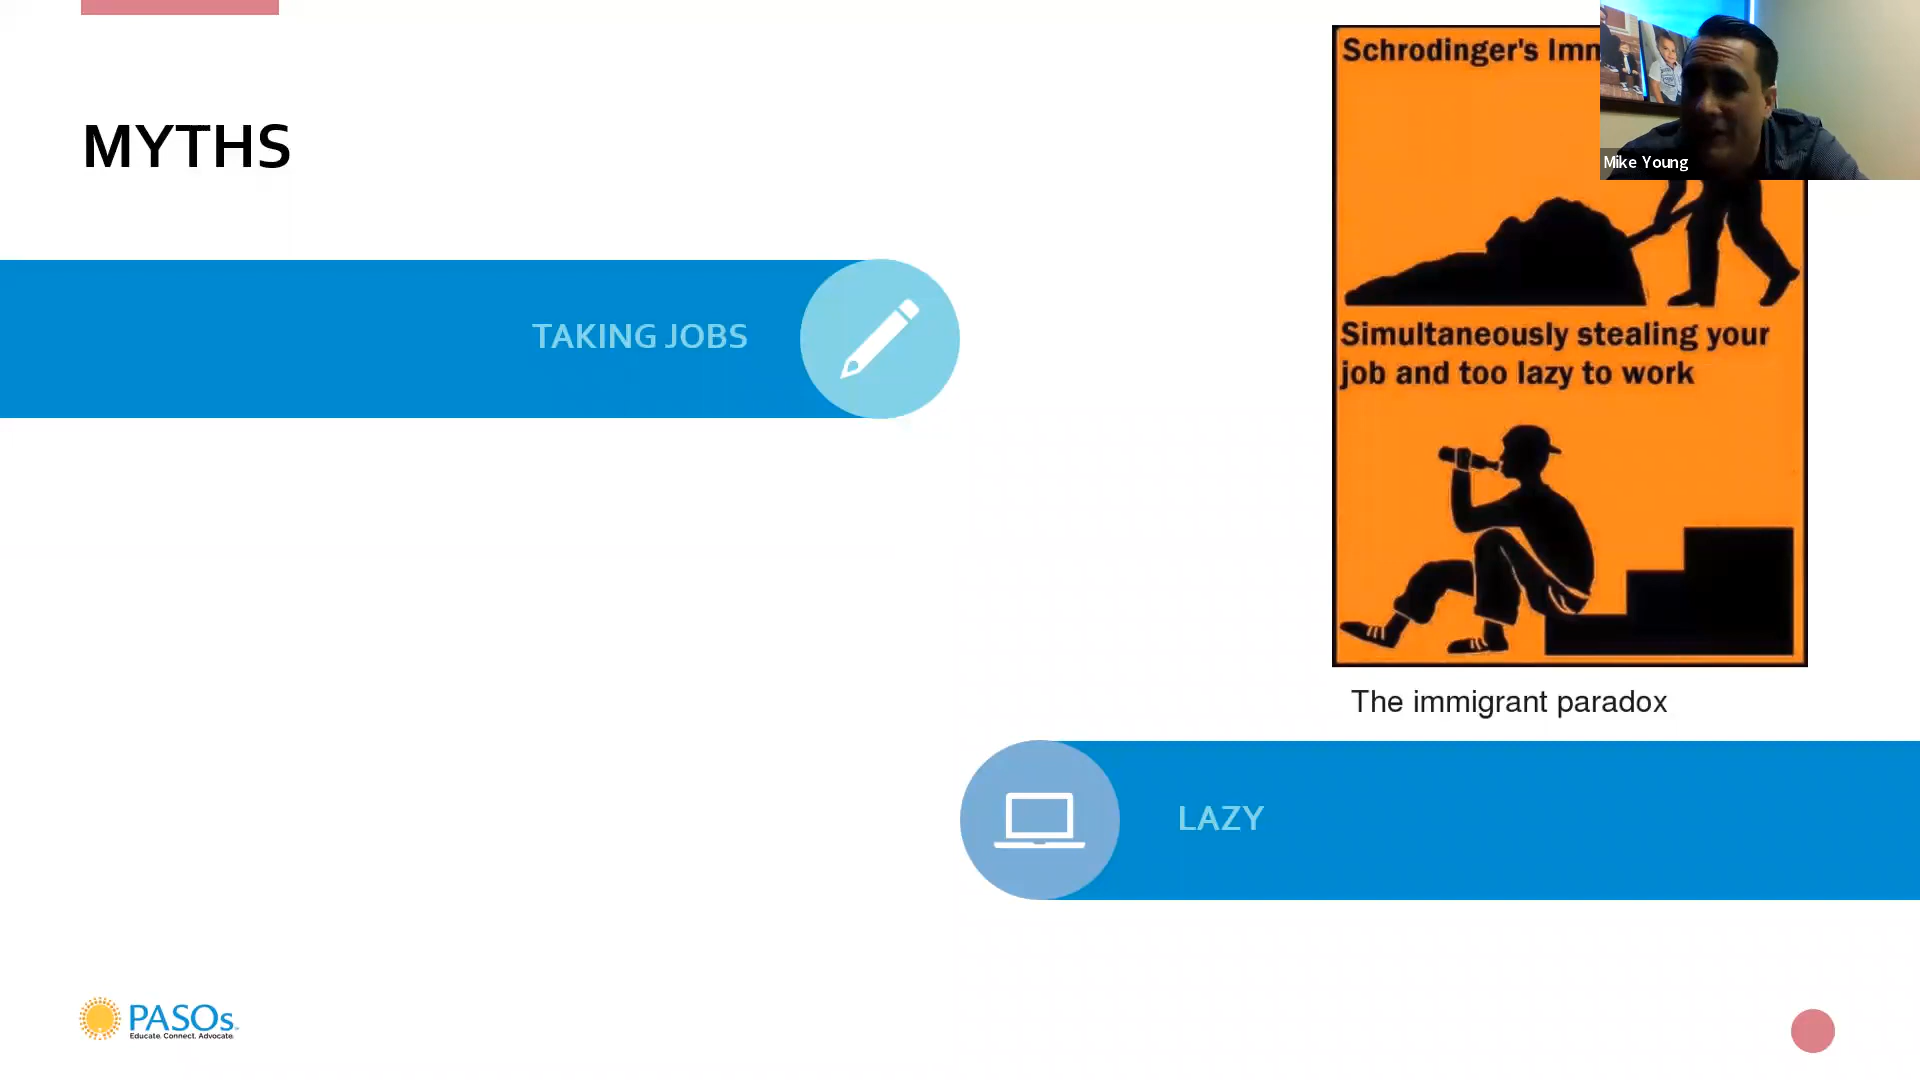 Schrodinger's Imm
Mike Young
MYTHS
TAKING JOBS
Simultaneously stealing your
job and too lazy to work
The immigrant paradox
LAZY
PASOs
Educate. Connect. Advocate.